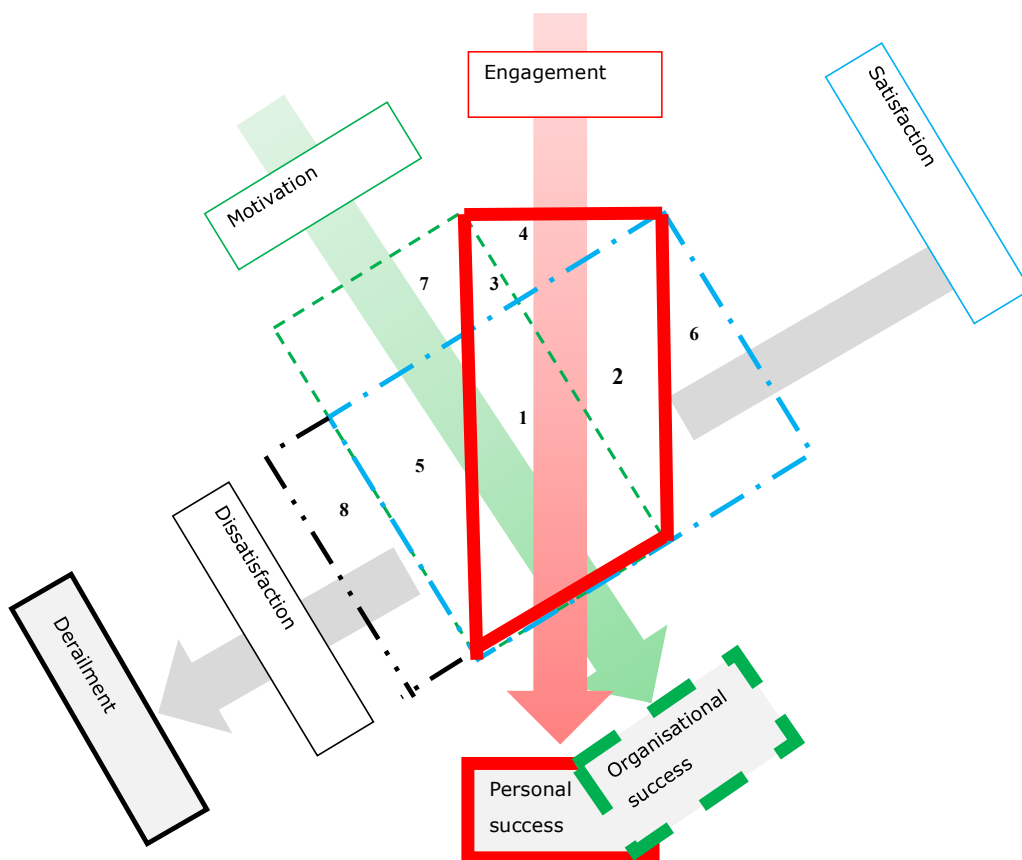 Engagement
Satisfaction
Motivation
4
7
3
6
2
1
5
8
Dissatisfaction
Derailment
Organisational
success
Personal
success